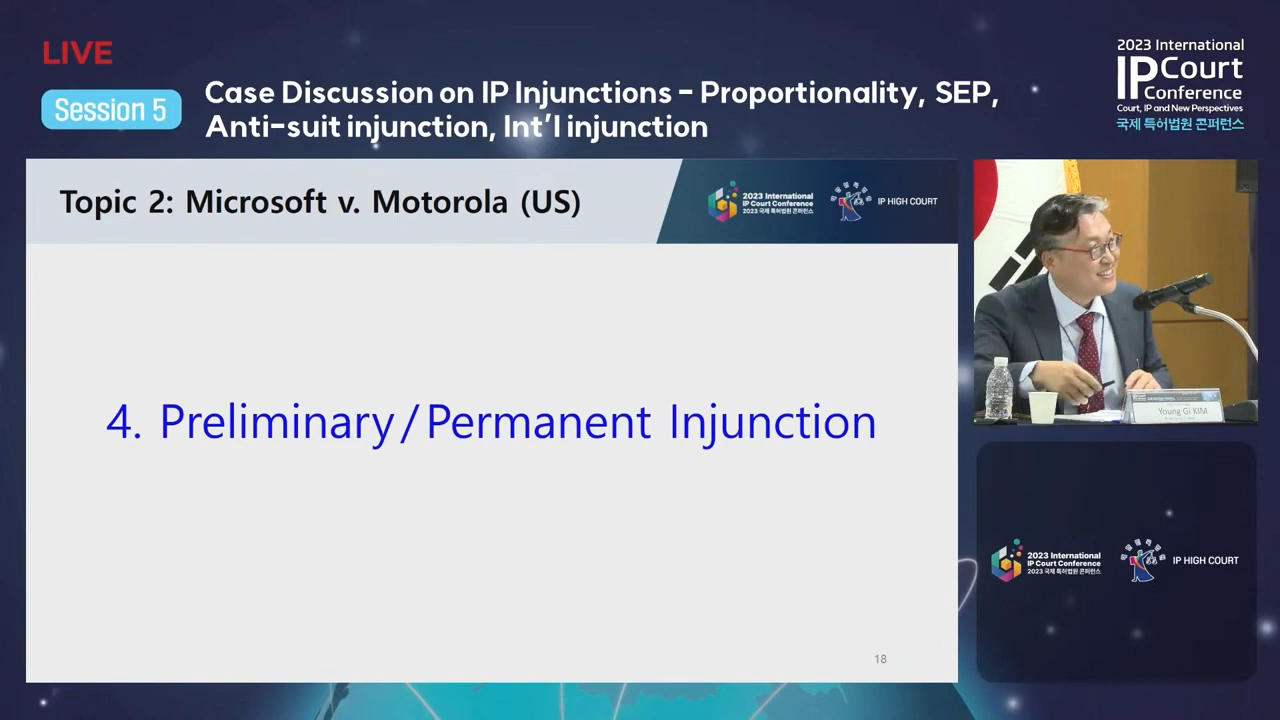 LIVE
Session 5
Case Discussion on IP Injunctions - Proportionality, SEP,
Anti-suit injunction, Int'l injunction
2023 International
IP Court
Conference
Court, IP and New Perspectives
국제 특허법원 콘퍼런스
Topic 2: Microsoft v. Motorola (US)
2023 International
IP Court Conference
2023 국제 특허법원 콘퍼런스
IP HIGH COURT
4. Preliminary/Permanent Injunction
18
Young Gi KIM
2023 International
IP Court Conference
2023 국제 특허법원 콘퍼런스
IP HIGH COURT